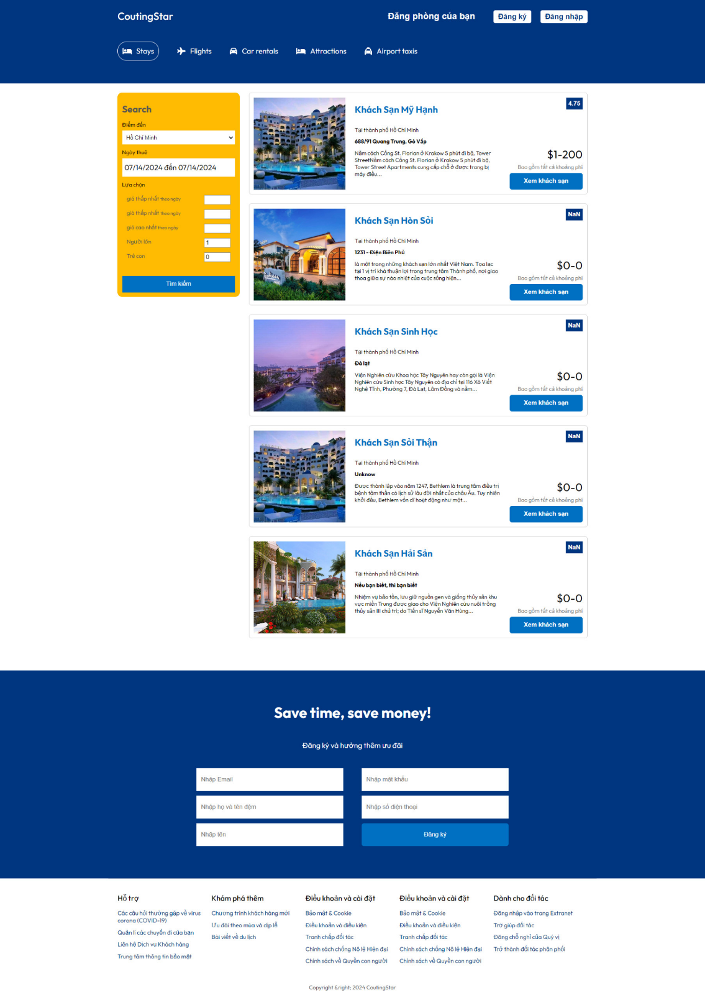 CoutingStar
Đăng phòng của bạn
Đăng ký
Đăng nhập
Stays
Flights
Car rentals
Attractions
Airport taxis
Search
Điểm đến
Hồ Chí Minh
Ngày thuê
07/14/2024 đến 07/14/2024
Lựa chọn
giá thấp nhất theo ngày
giá thấp nhất theo ngày
giá cao nhất theo ngày
Người lớn
1
Trẻ con
0
Tìm kiếm
Khách Sạn Mỹ Hạnh
4.75
Tại thành phố Hồ Chí Minh
688/91 Quang Trung, Gò Vấp
Nằm cách Cổng St. Florian ở Krakow 5 phút đi bộ, Tower
StreetNằm cách Cổng St. Florian ở Krakow 5 phút đi bộ,
Tower Street Apartments cung cấp chỗ ở được trang bị
máy điều...
$1-200
Bao gồm tất cả khoảng phí
Xem khách sạn
Khách Sạn Hòn Sỏi
NaN
Tại thành phố Hồ Chí Minh
1231 - Điện Biên Phủ
là một trong những khách sạn lớn nhất Việt Nam. Tọa lạc
tại 1 vị trí khá thuận lợi trong trung tâm Thành phố, nơi giao
thoa giữa sự náo nhiệt của cuộc sống hiện...
$0-0
Bao gồm tất cả khoảng phí
Xem khách sạn
Radisson
Khách Sạn Sinh Học
NaN
Tại thành phố Hồ Chí Minh
Đà lạt
Viện Nghiên cứu Khoa học Tây Nguyên hay còn gọi là Viện
Nghiên cứu Sinh học Tây Nguyên có địa chỉ tại 116 Xô Viết
Nghệ Tĩnh, Phường 7, Đà Lạt, Lâm Đồng và nằm...
$0-0
Bao gồm tất cả khoảng phí
Xem khách sạn
Khách Sạn Sỏi Thận
NaN
Tại thành phố Hồ Chí Minh
Unknow
Được thành lập vào năm 1247, Bethlem là trung tâm điều trị
bệnh tâm thần có lịch sử lâu đời nhất của châu Âu. Tuy nhiên
khởi đầu, Bethlem vốn dĩ hoạt động như một...
$0-0
Bao gồm tất cả khoảng phí
Xem khách sạn
Khách Sạn Hải Sản
NaN
Tại thành phố Hồ Chí Minh
Nếu bạn biết, thì bạn biết
Nhiệm vụ bảo tồn, lưu giữ nguồn gen và giống thủy sản khu
vực miền Trung được giao cho Viện Nghiên cứu nuôi trồng
thủy sản III chủ trì; do Tiến sĩ Nguyễn Văn Hùng...
$0-0
Bao gồm tất cả khoảng phí
Xem khách sạn
Save time, save money!
Đăng ký và hưởng thêm ưu đãi
Nhập Email
Nhập mật khẩu
Nhập họ và tên đệm
Nhập số điện thoại
Nhập tên
Đăng ký
Hỗ trợ
Các câu hỏi thường gặp về virus
corona (COVID-19)
Quản lí các chuyến đi của bạn
Liên hệ Dịch vụ Khách hàng
Trung tâm thông tin bảo mật
Khám phá thêm
Chương trình khách hàng mới
Ưu đãi theo mùa và dịp lễ
Bài viết về du lịch
Điều khoản và cài đặt
Bảo mật & Cookie
Điều khoản và điều kiện
Tranh chấp đối tác
Chính sách chống Nô lệ Hiện đại
Chính sách về Quyền con người
Điều khoản và cài đặt
Bảo mật & Cookie
Điều khoản và điều kiện
Tranh chấp đối tác
Chính sách chống Nô lệ Hiện đại
Chính sách về Quyền con người
Dành cho đối tác
Đăng nhập vào trang Extranet
Trợ giúp đối tác
Đăng chỗ nghỉ của Quý vị
Trở thành đối tác phân phối
Copyright &right; 2024 CoutingStar